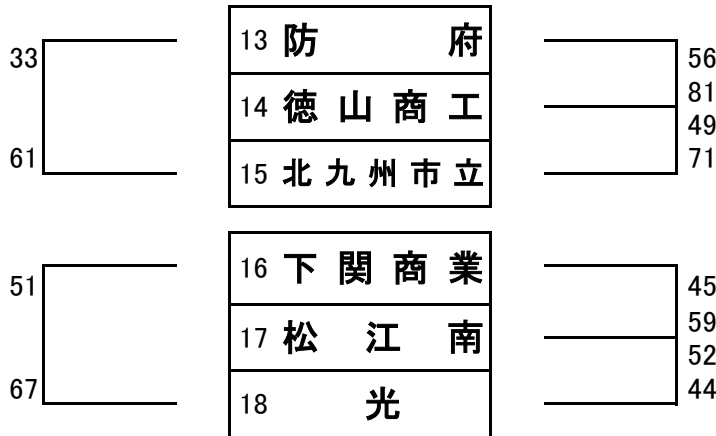 33 13 防府 56
14 徳山商工 81
49
61 15 北九州市立 71
51 16 下関商業 45
17 松江南 59
52
67 18 光 44